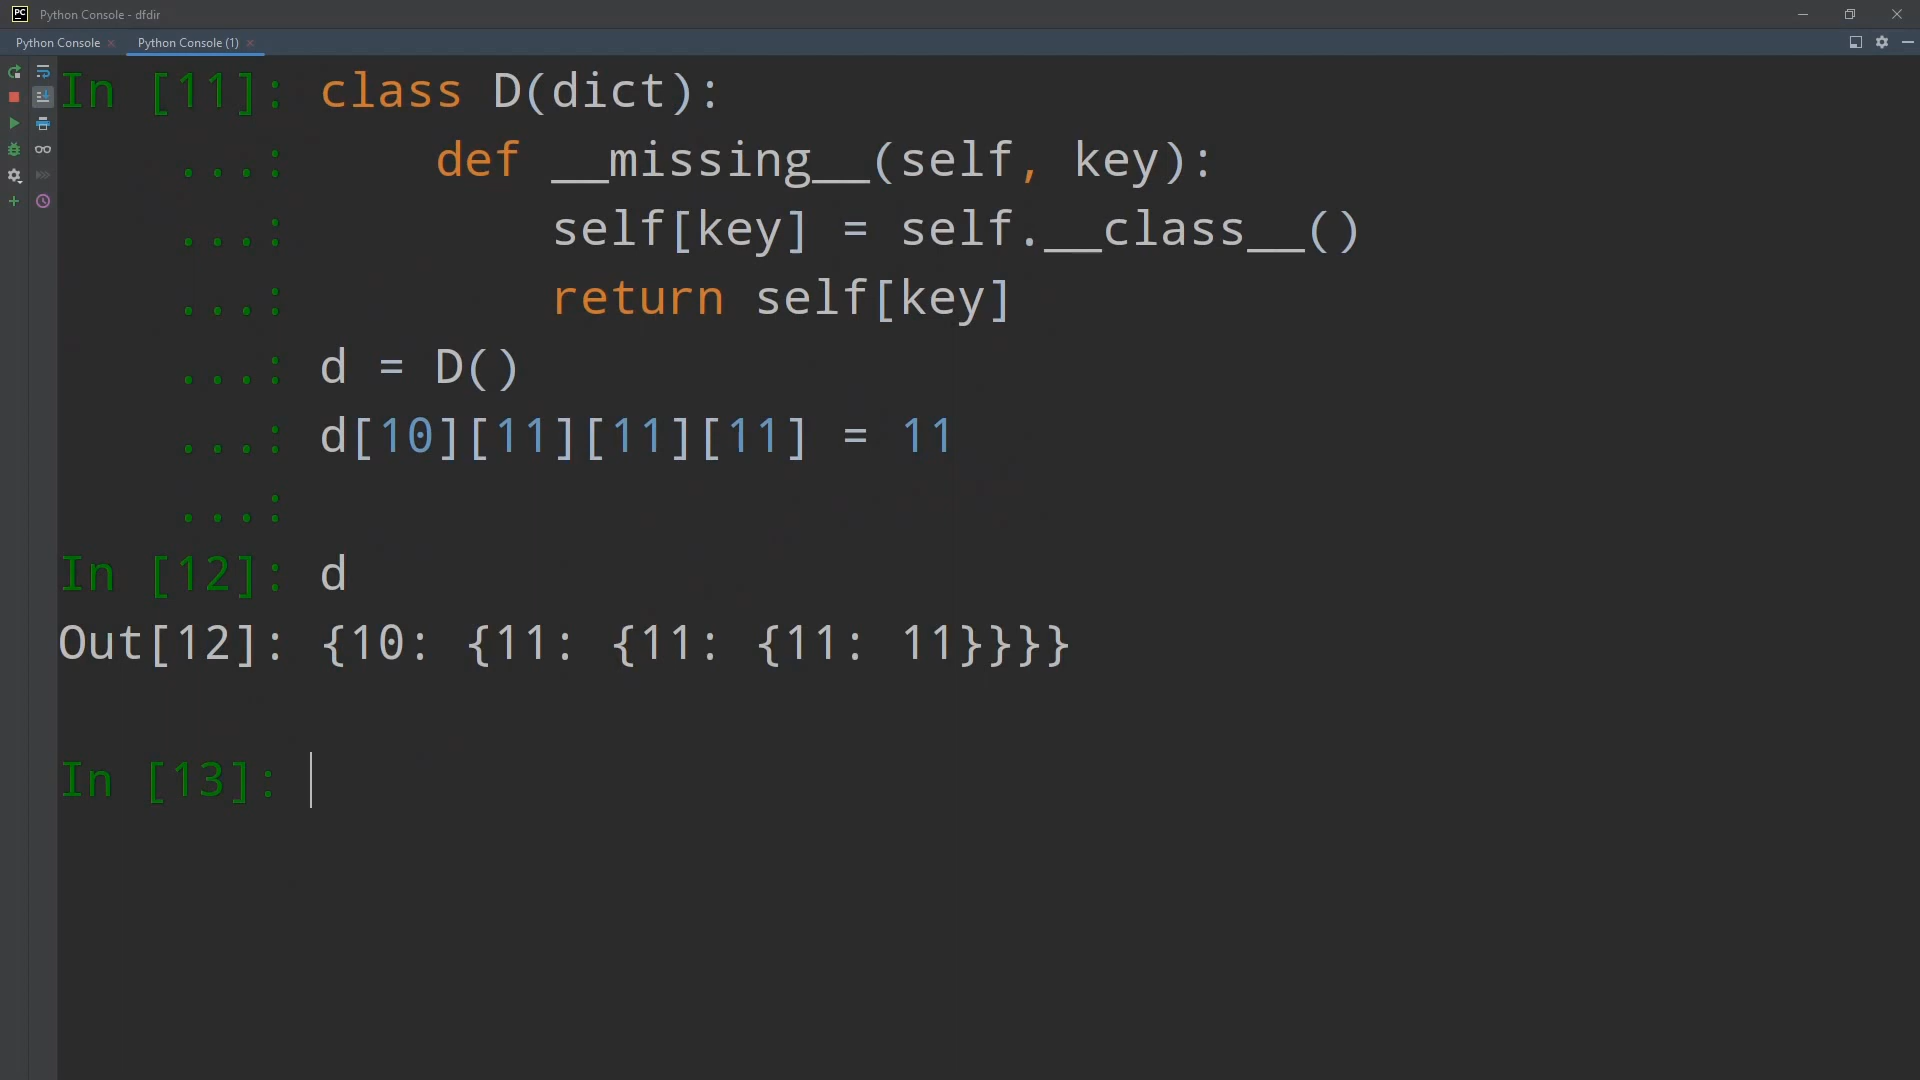 PC Python Console - dfdir
Python Console Python Console (1)
In [11]: class D(dict):
...: def __missing__(self, key):
...: self[key] = self.__class__()
...: return self[key]
...: d = D()
...: d[10][11][11][11] = 11
...:
In [12]: d
Out[12]: {10: {11: {11: {11: 11}}}}
In [13]: